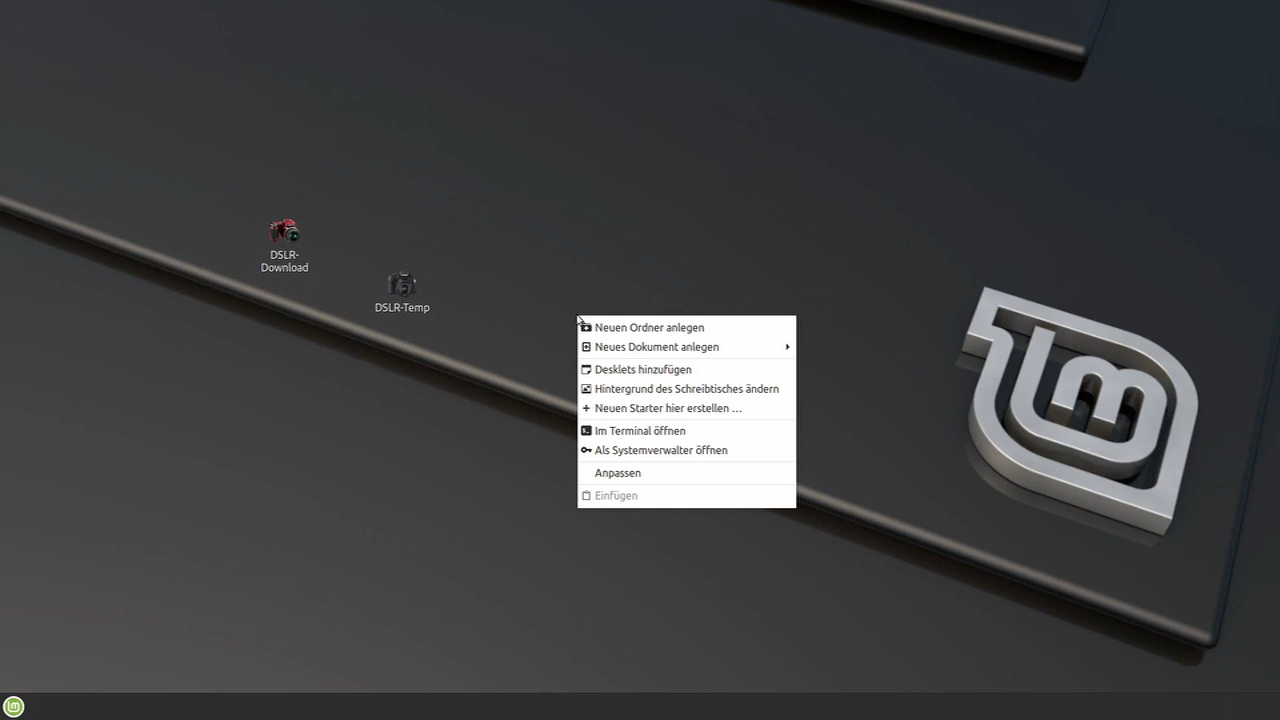 DSLR-
Download
DSLR-Temp
Neuen Ordner anlegen
Neues Dokument anlegen
Desklets hinzufügen
Hintergrund des Schreibtisches ändern
Neuen Starter hier erstellen ...
Im Terminal öffnen
Als Systemverwalter öffnen
Anpassen
Einfügen